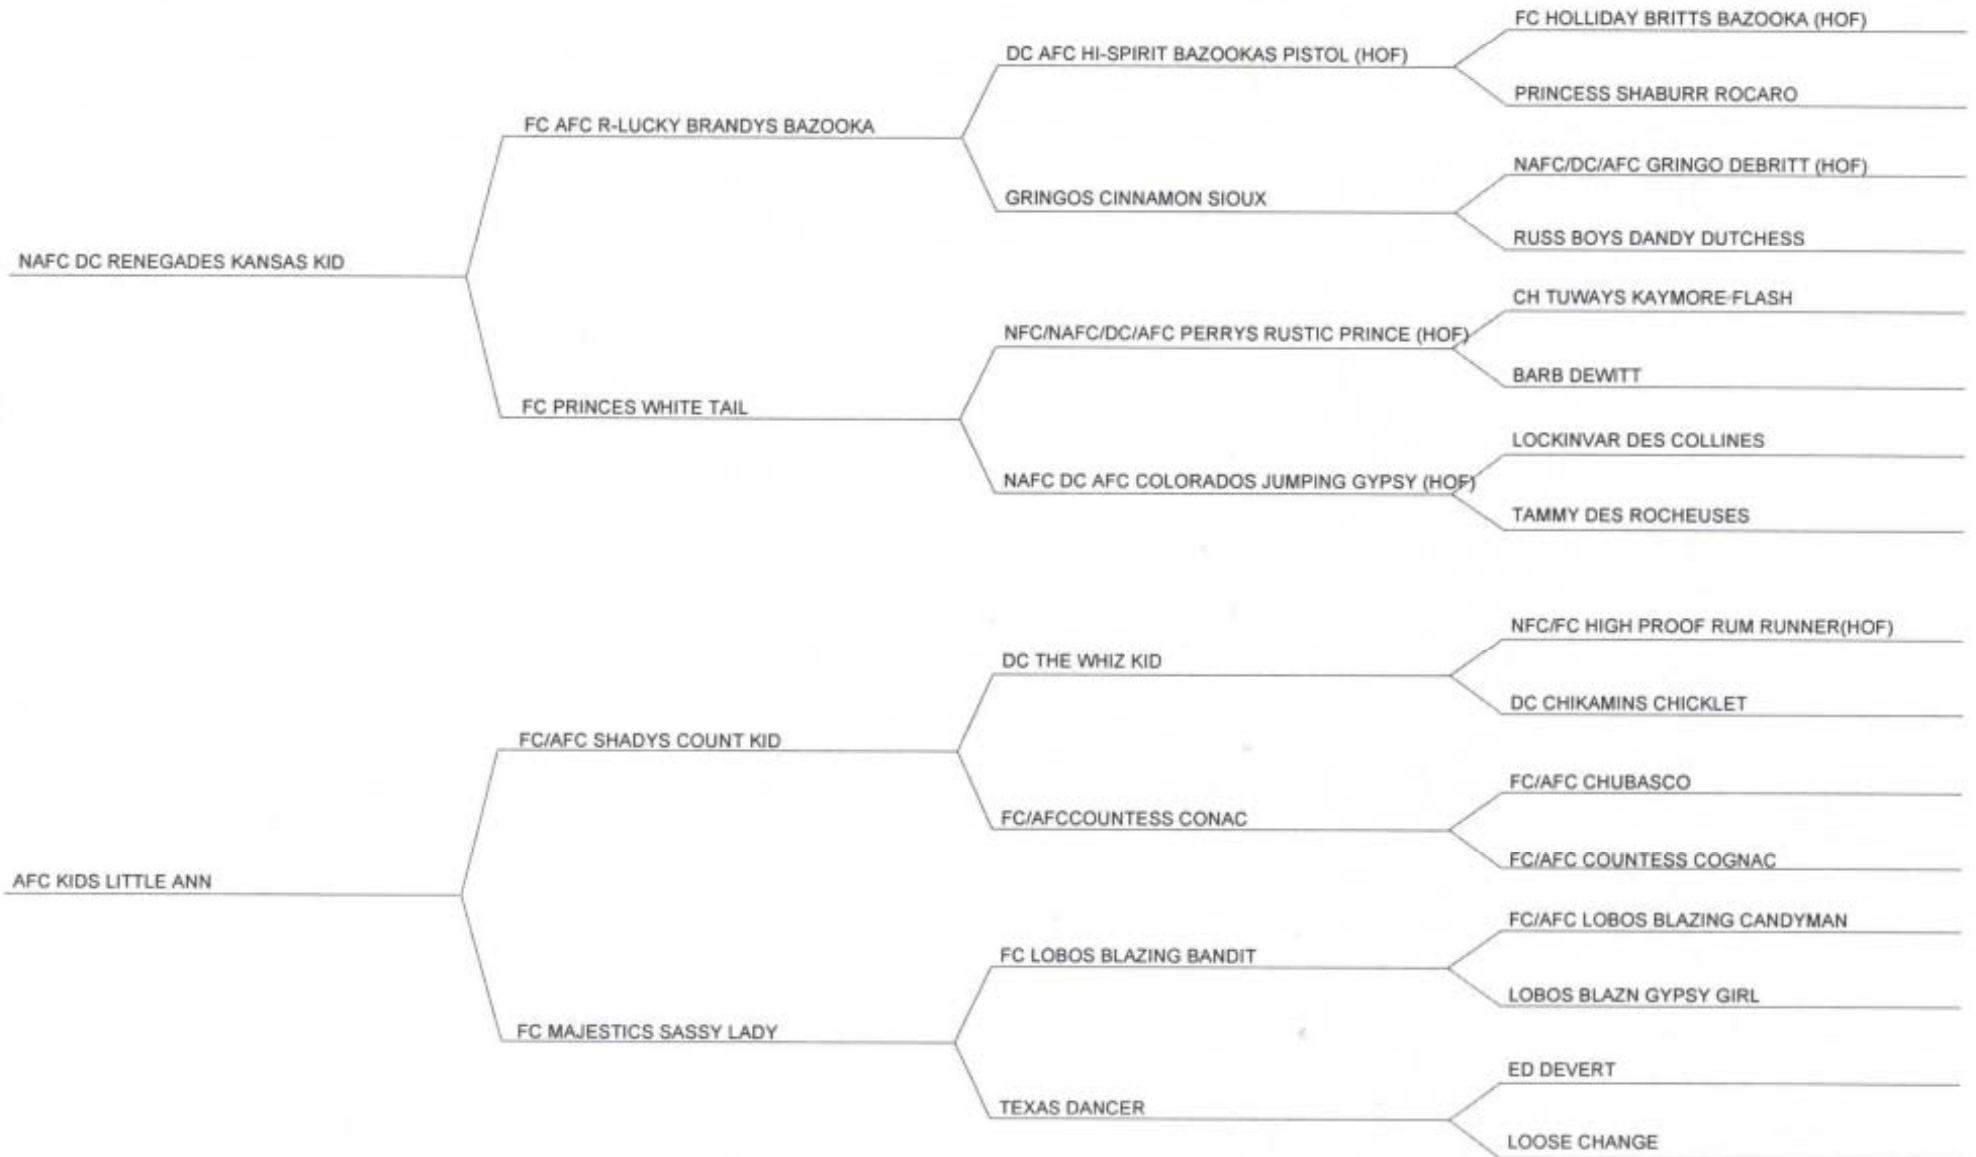 FC HOLLIDAY BRITTS BAZOOKA (HOF)
DC AFC HI-SPIRIT BAZOOKAS PISTOL (HOF)
PRINCESS SHABURR ROCARO
FC AFC R-LUCKY BRANDYS BAZOOKA
NAFC/DC/AFC GRINGO DEBRITT (HOF)
GRINGOS CINNAMON SIOUX
RUSS BOYS DANDY DUTCHESS
NAFC DC RENEGADES KANSAS KID
CH TUWAYS KAYMORE FLASH
NFC/NAFC/DC/AFC PERRYS RUSTIC PRINCE (HOF)
BARB DEWITT
FC PRINCES WHITE TAIL
LOCKINVAR DES COLLINES
NAFC DC AFC COLORADOS JUMPING GYPSY (HOF)
TAMMY DES ROCHEUSES
NFC/FC HIGH PROOF RUM RUNNER(HOF)
DC THE WHIZ KID
DC CHIKAMINS CHICKLET
FC/AFC SHADYS COUNT KID
FC/AFC CHUBASCO
FC/AFCCOUNTESS CONAC
FC/AFC COUNTESS COGNAC
AFC KIDS LITTLE ANN
FC/AFC LOBOS BLAZING CANDYMAN
FC LOBOS BLAZING BANDIT
LOBOS BLAZN GYPSY GIRL
FC MAJESTICS SASSY LADY
ED DEVERT
TEXAS DANCER
LOOSE CHANGE